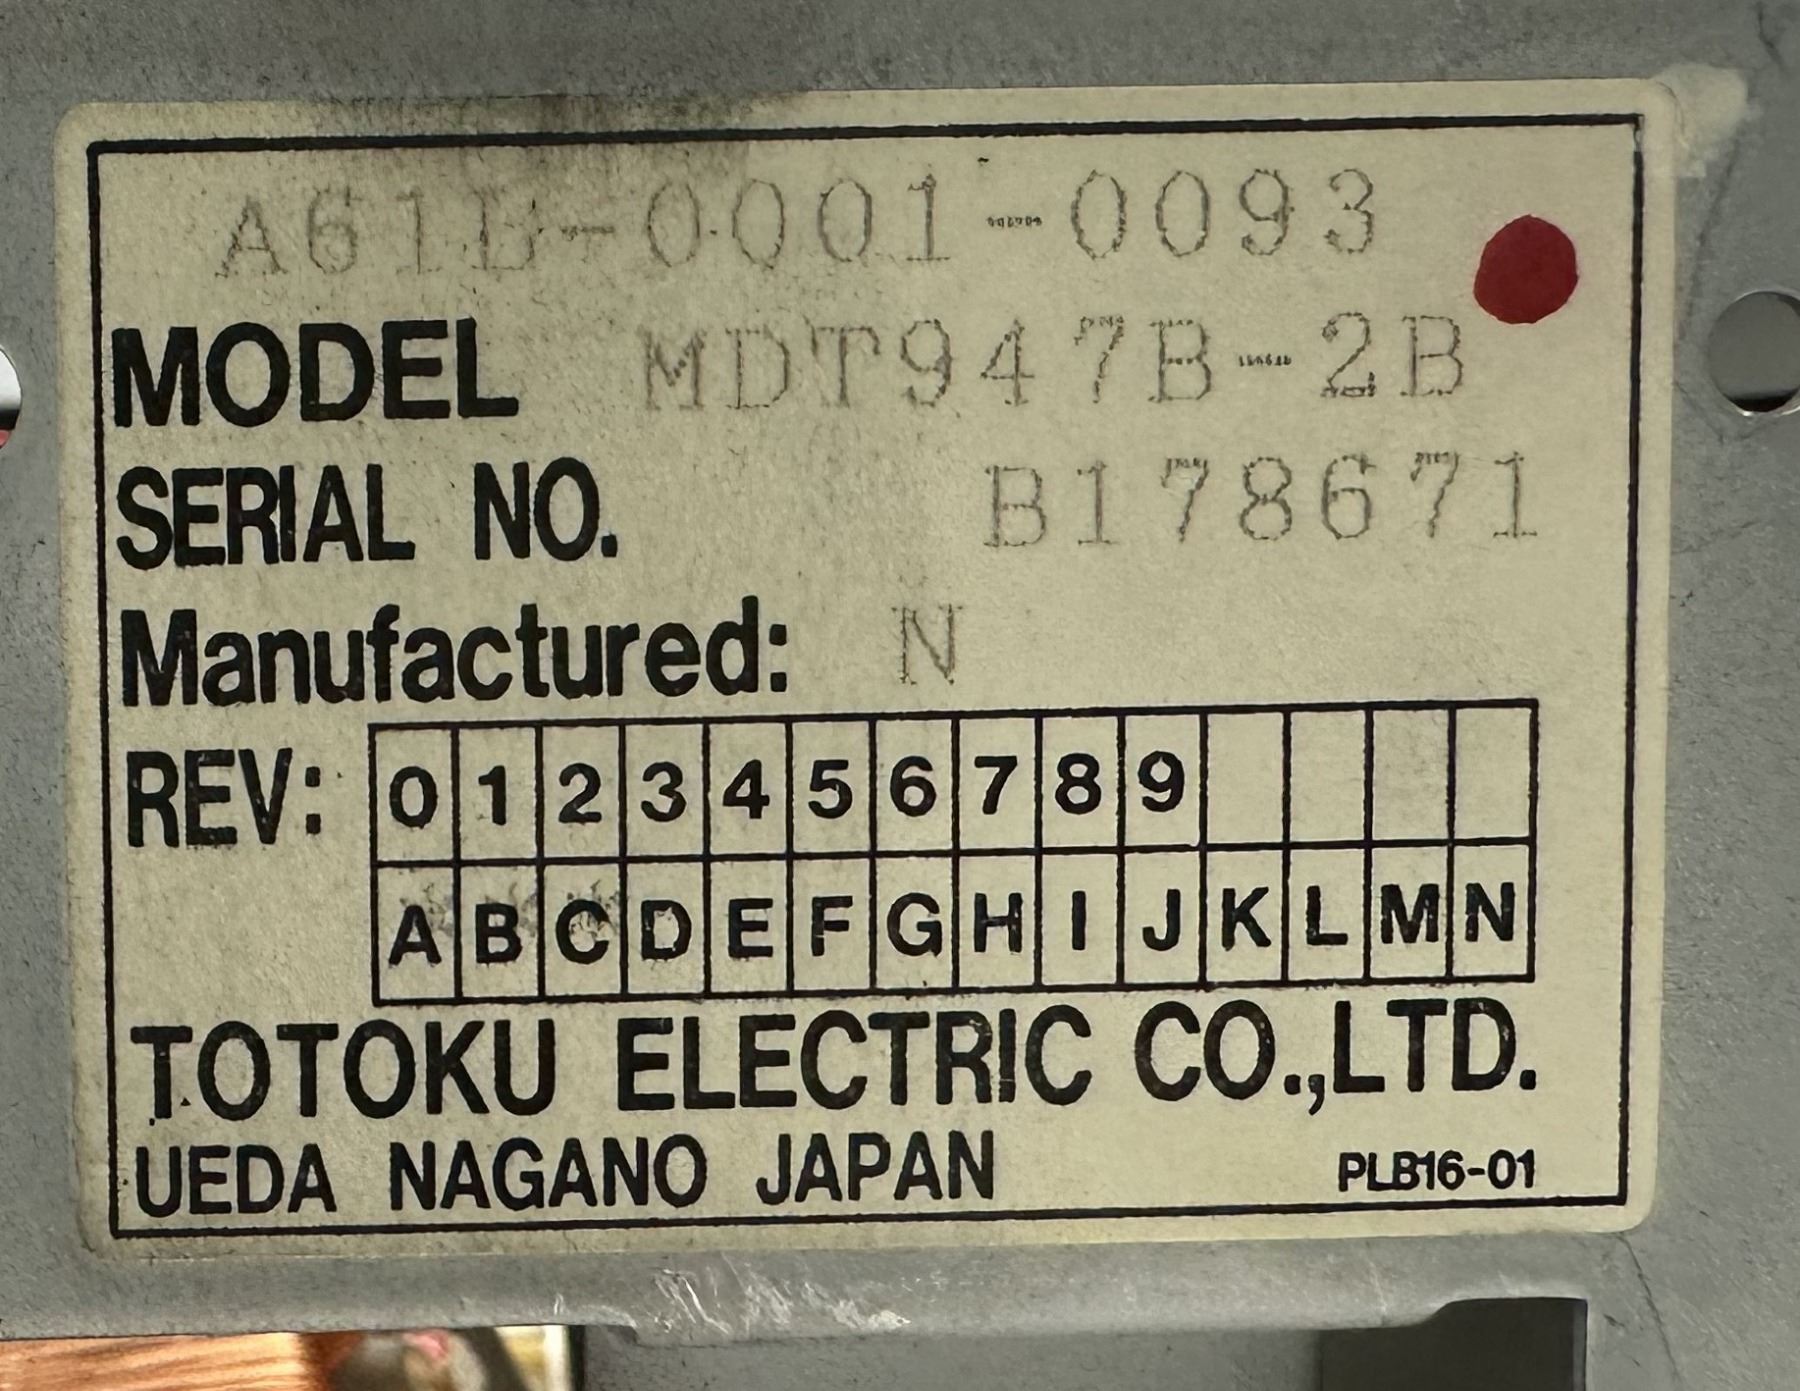 A61L-0001-0093
MODEL MDT947B-2B
SERIAL NO. B178671
Manufactured: N
REV: 0 1 2 3 4 5 6 7 8 9
A B C D E F G H I J K L M N
TOTOKU ELECTRIC CO.,LTD.
UEDA NAGANO JAPAN PLB16-01